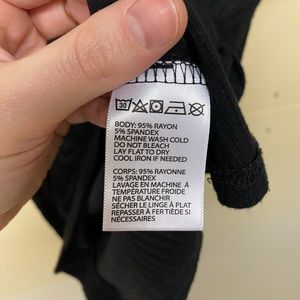 30
BODY: 95% RAYON
5% SPANDEX
MACHINE WASH COLD
DO NOT BLEACH
LAY FLAT TO DRY
COOL IRON IF NEEDED
CORPS: 95% RAYONNE
5% SPANDEX
LAVAGE EN MACHINE À
TEMPÉRATURE FROIDE
NE PAS BLANCHIR
SÉCHER LE LINGE À PLAT
REPASSER À FER TIÈDE SI
NÉCESSAIRE